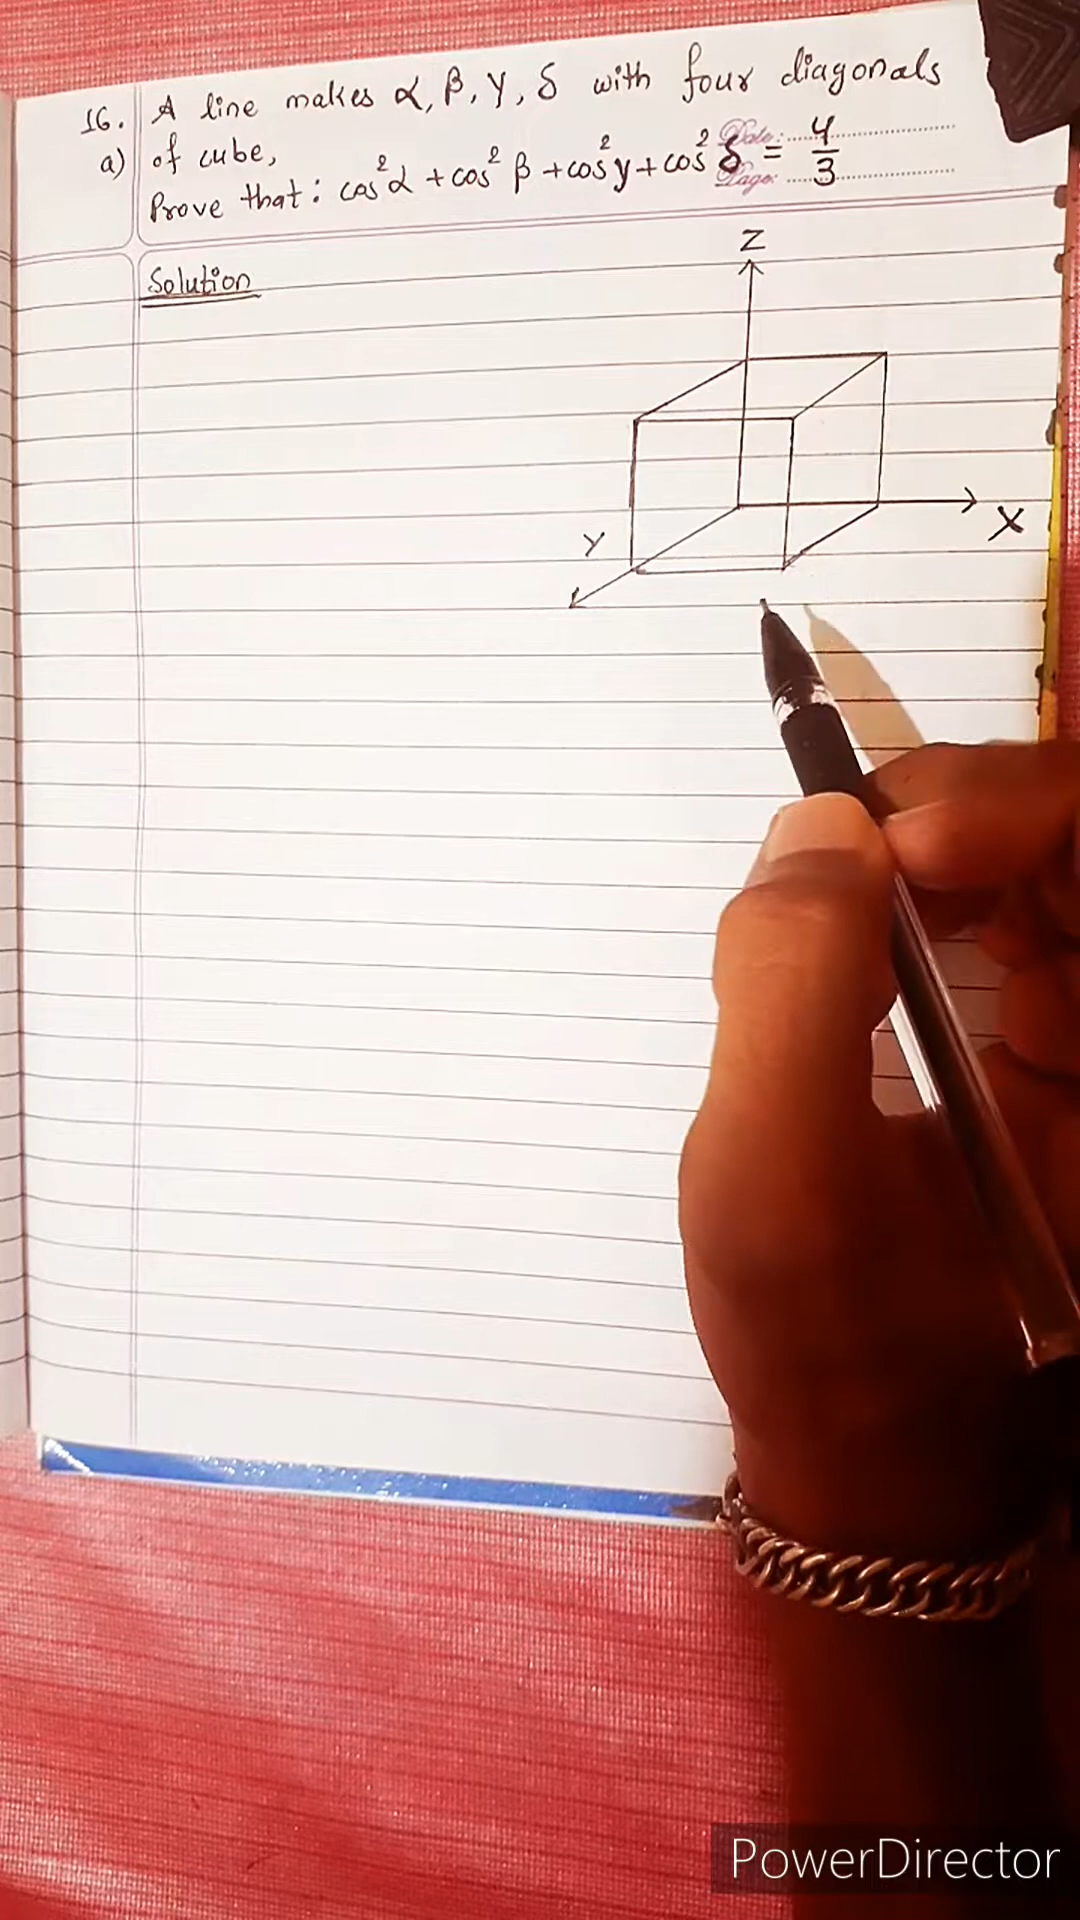 16. A line makes α, β, γ, δ with four diagonals
a) of cube,
Date:
Prove that: cos²α + cos²β + cos²y + cos²δ = 4/3
Page:
Solution
Z
X
Y
PowerDirector